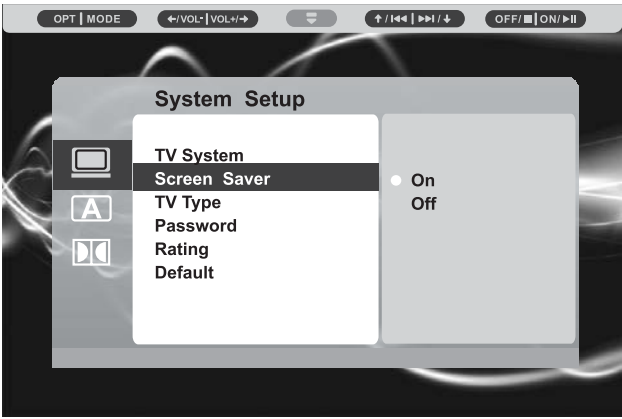 OPT | MODE
←/VOL- | VOL+/→
↑/⏮ | ⏭/↓
OFF/■ | ON/▶II
System Setup
TV System
Screen Saver
TV Type
Password
Rating
Default
On
Off
A